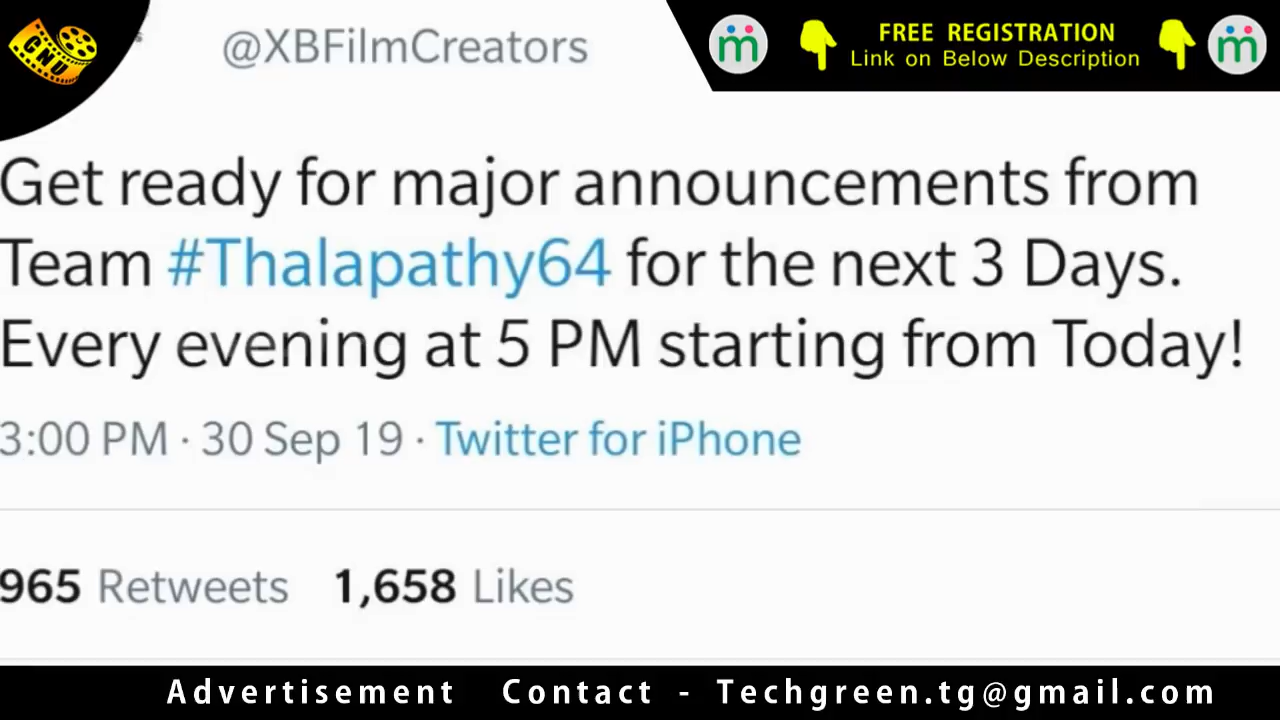 @XBFilmCreators
FREE REGISTRATION
Link on Below Description
Get ready for major announcements from
Team #Thalapathy64 for the next 3 Days.
Every evening at 5 PM starting from Today!
3:00 PM · 30 Sep 19 · Twitter for iPhone
965 Retweets 1,658 Likes
Advertisement Contact - Techgreen.tg@gmail.com